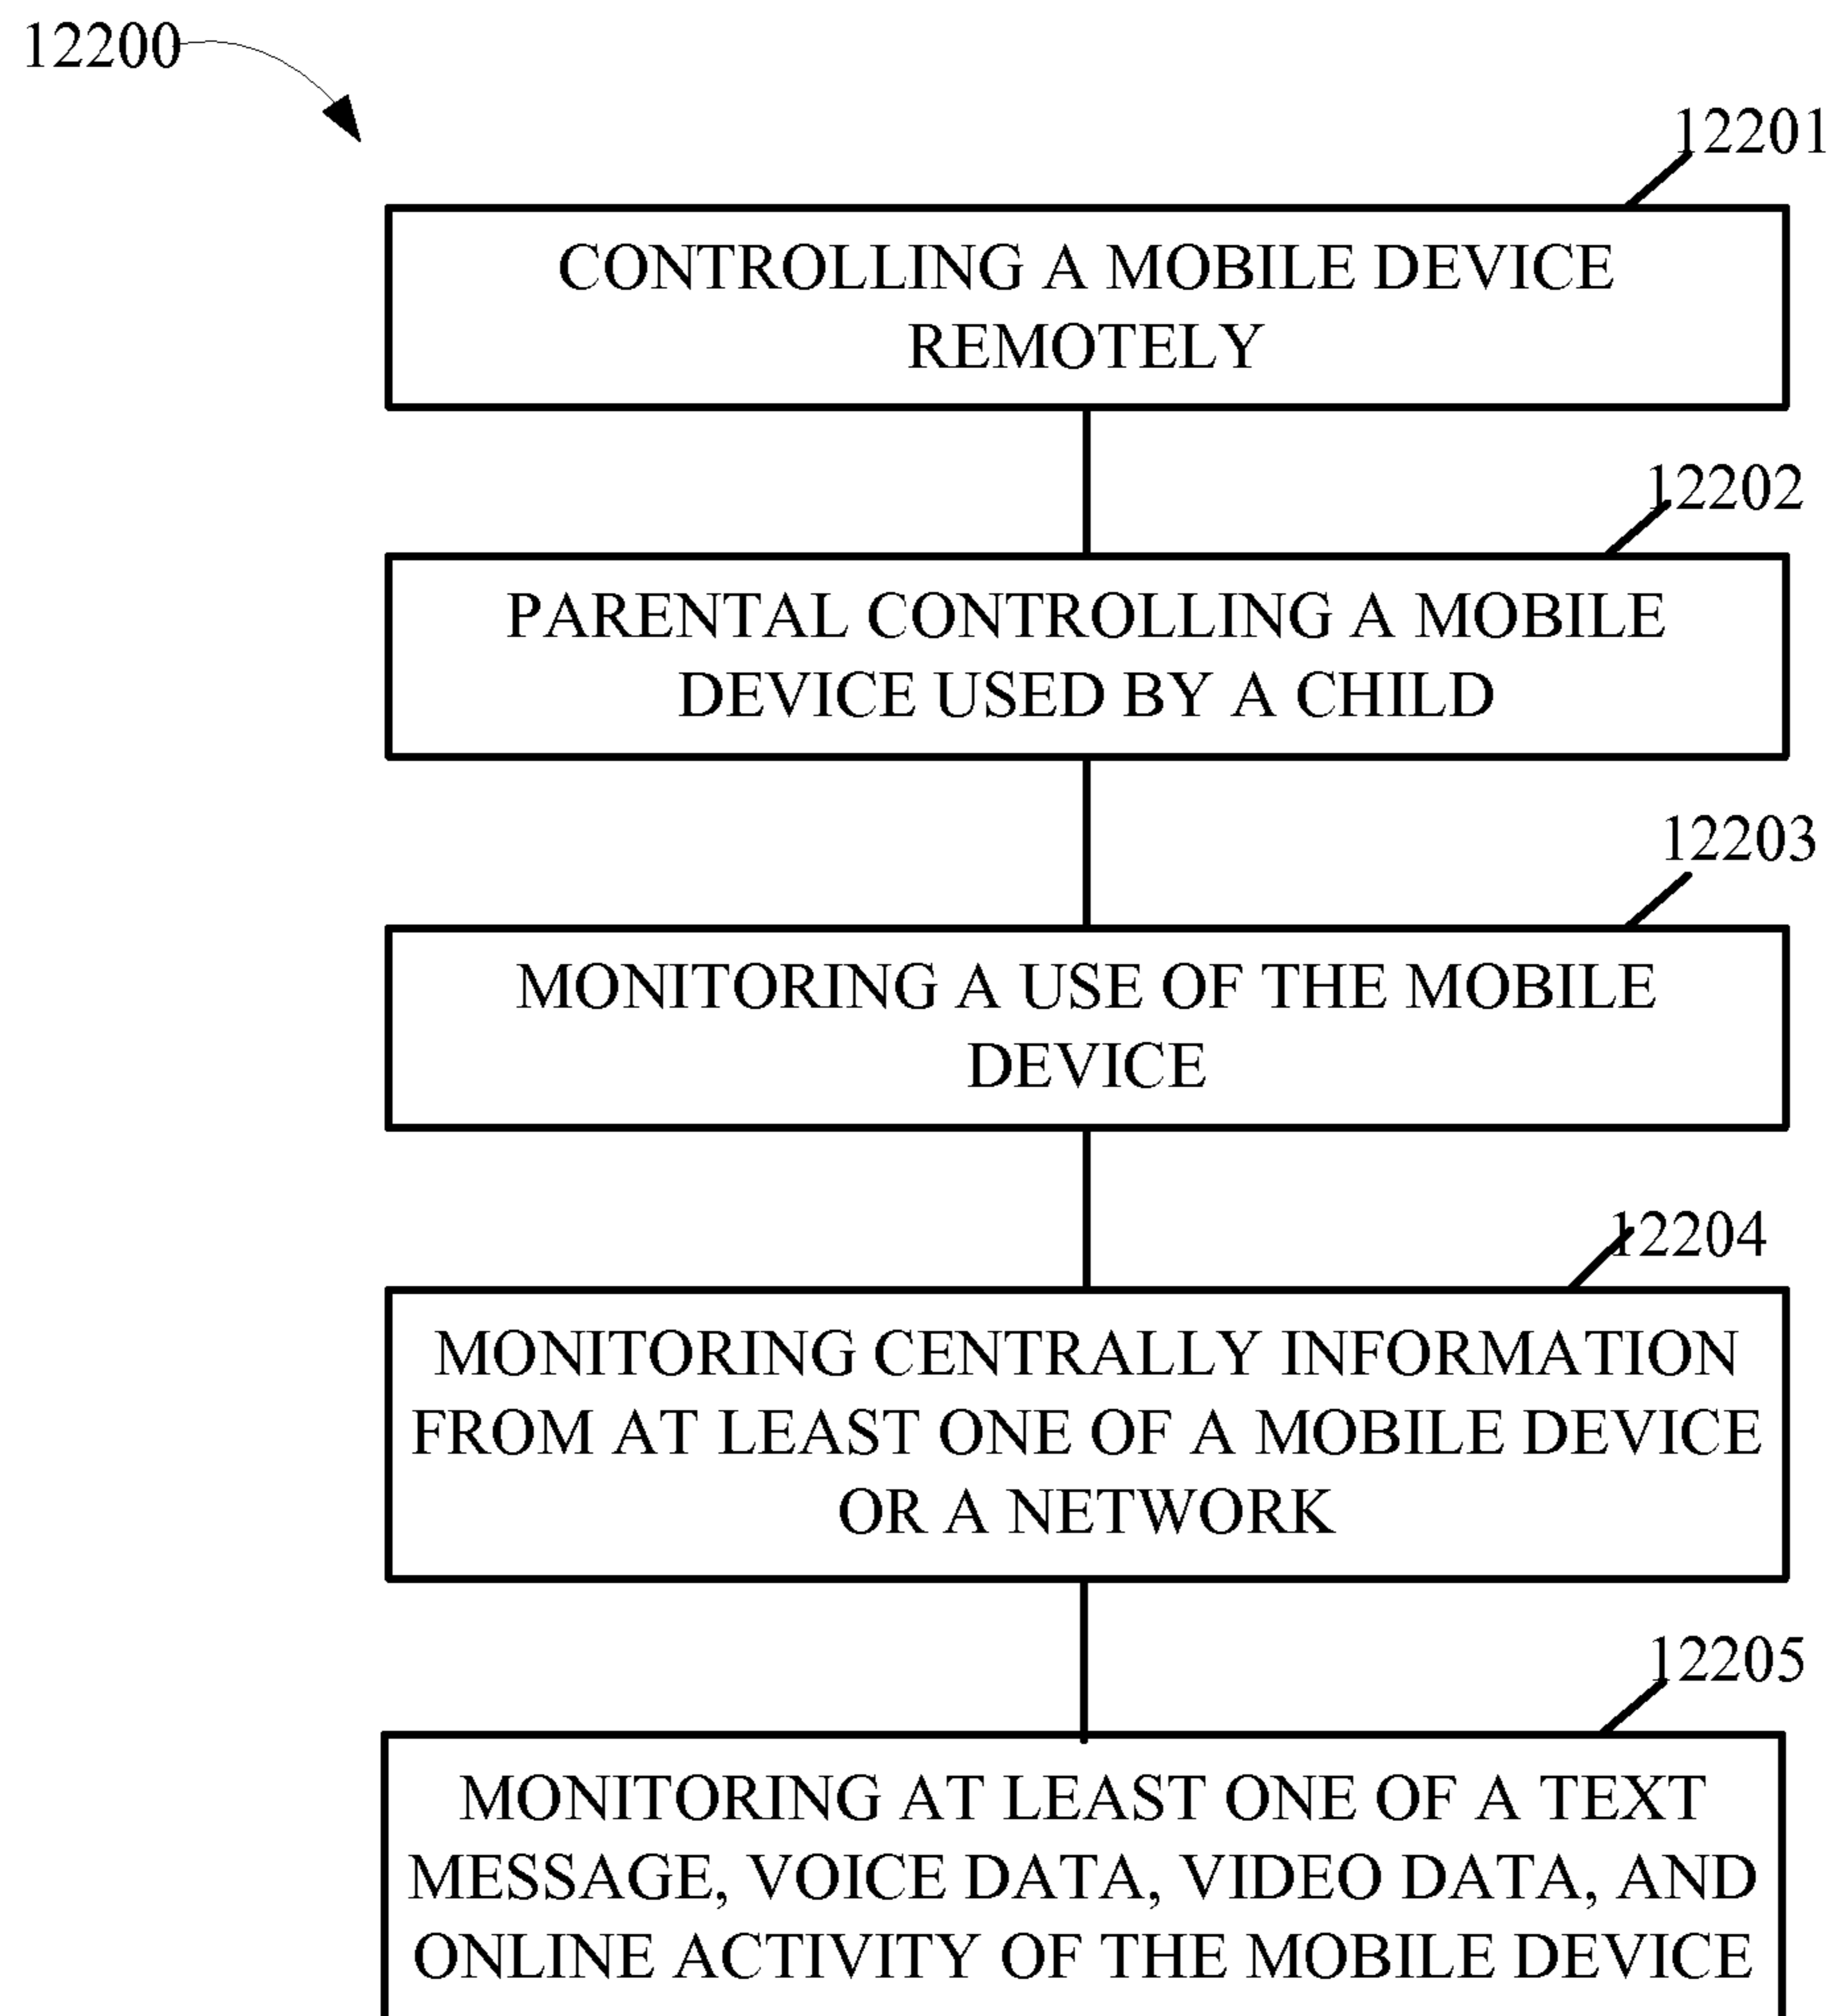 12200
12201
CONTROLLING A MOBILE DEVICE
REMOTELY
12202
PARENTAL CONTROLLING A MOBILE
DEVICE USED BY A CHILD
12203
MONITORING A USE OF THE MOBILE
DEVICE
12204
MONITORING CENTRALLY INFORMATION
FROM AT LEAST ONE OF A MOBILE DEVICE
OR A NETWORK
12205
MONITORING AT LEAST ONE OF A TEXT
MESSAGE, VOICE DATA, VIDEO DATA, AND
ONLINE ACTIVITY OF THE MOBILE DEVICE